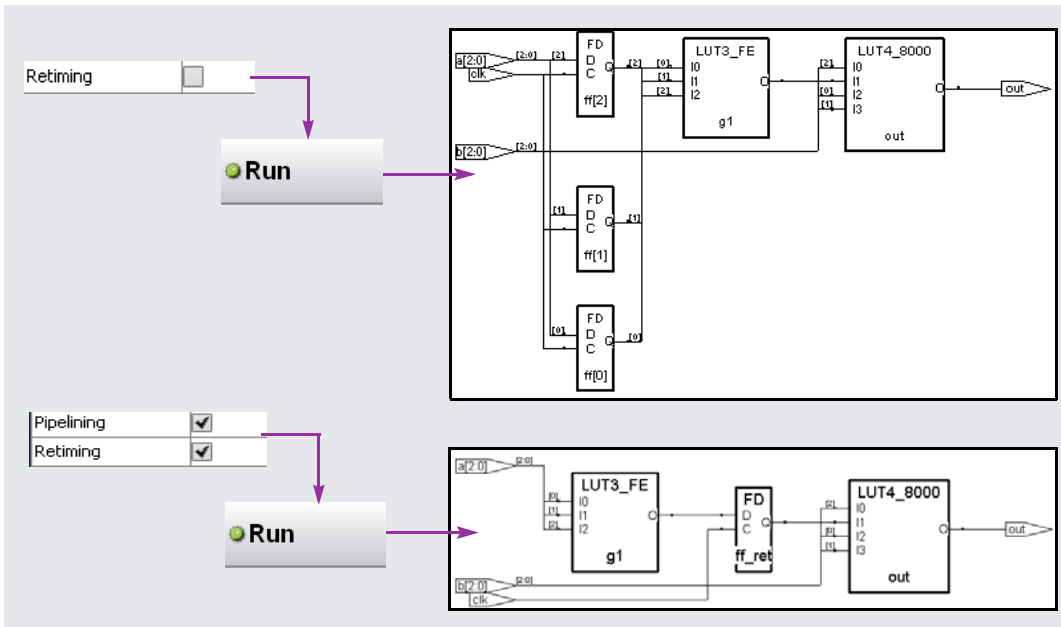 Retiming
Run
a[2:0]
[2:0]
[2]
clk
FD
D
C
Q
ff[2]
[2]
[0]
[1]
[2]
LUT3_FE
I0
I1
I2
O
g1
[2]
[0]
[1]
LUT4_8000
I0
I1
I2
I3
O
out
out
b[2:0]
[2:0]
[1]
FD
D
C
Q
ff[1]
[1]
[0]
FD
D
C
Q
ff[0]
[0]
Pipelining
Retiming
Run
a[2:0]
[2:0]
[0]
[1]
[2]
LUT3_FE
I0
I1
I2
O
g1
FD
D
C
Q
ff_ret
[2]
[0]
[1]
LUT4_8000
I0
I1
I2
I3
O
out
out
b[2:0]
[2:0]
clk